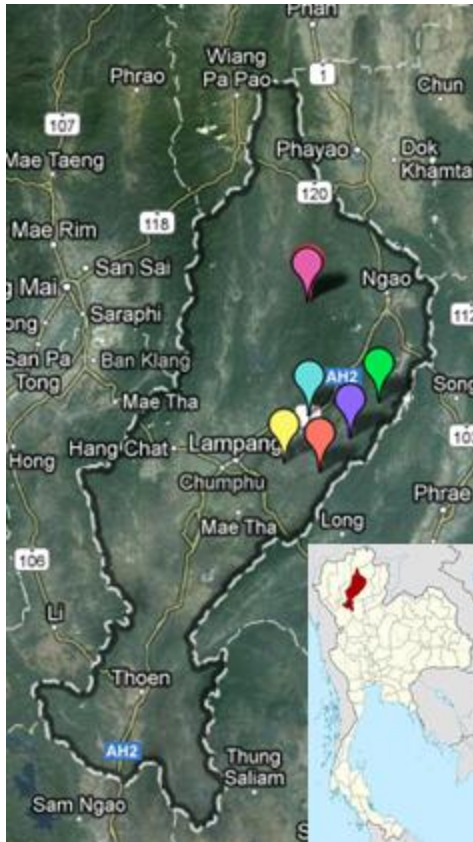 Phan
Wiang
Pa Pao
1
Phrao
Chun
107
Phayao
Dok
Khamta
Mae Taeng
120
118
Mae Rim
San Sai
Ngao
g Mai
Saraphi
112
ong
San Pa
Tong
Ban Klang
AH2
Song
Mae Tha
Hang Chat
Lampang
Hong
Chumphu
Phrae
Mae Tha
Long
106
Li
Thoen
AH2
Thung
Saliam
Sam Ngao
S